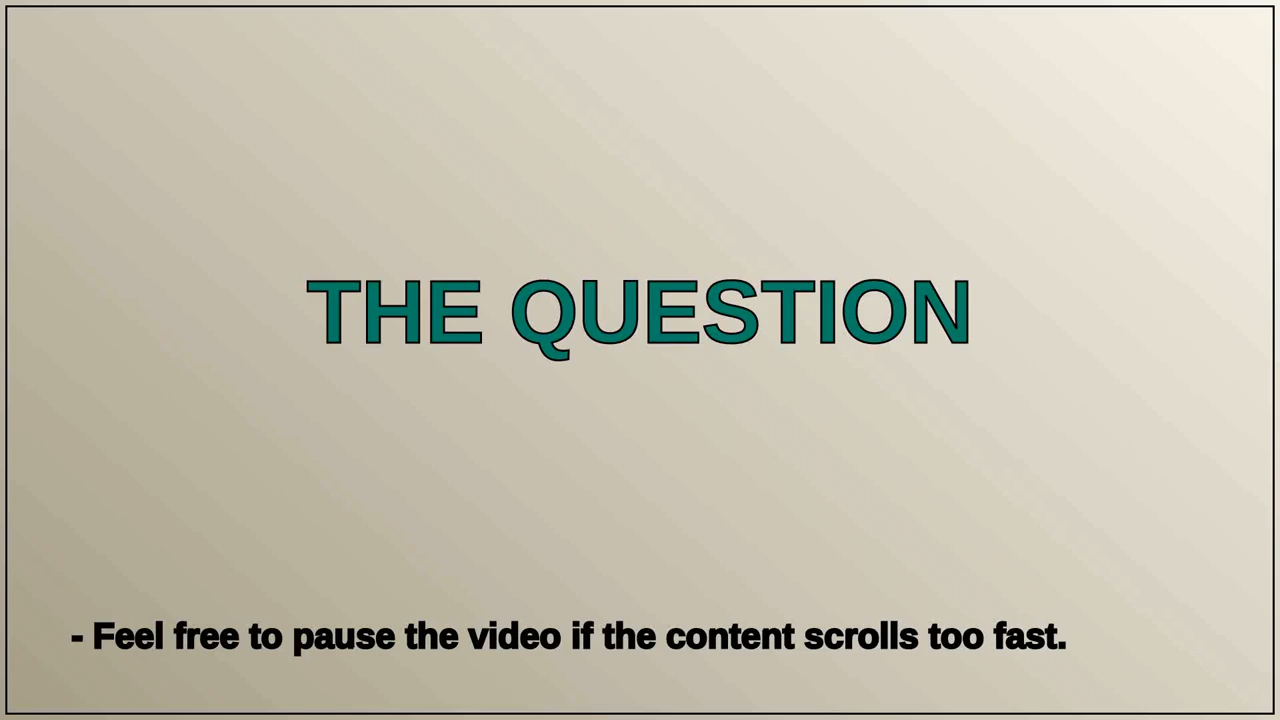 THE QUESTION
- Feel free to pause the video if the content scrolls too fast.